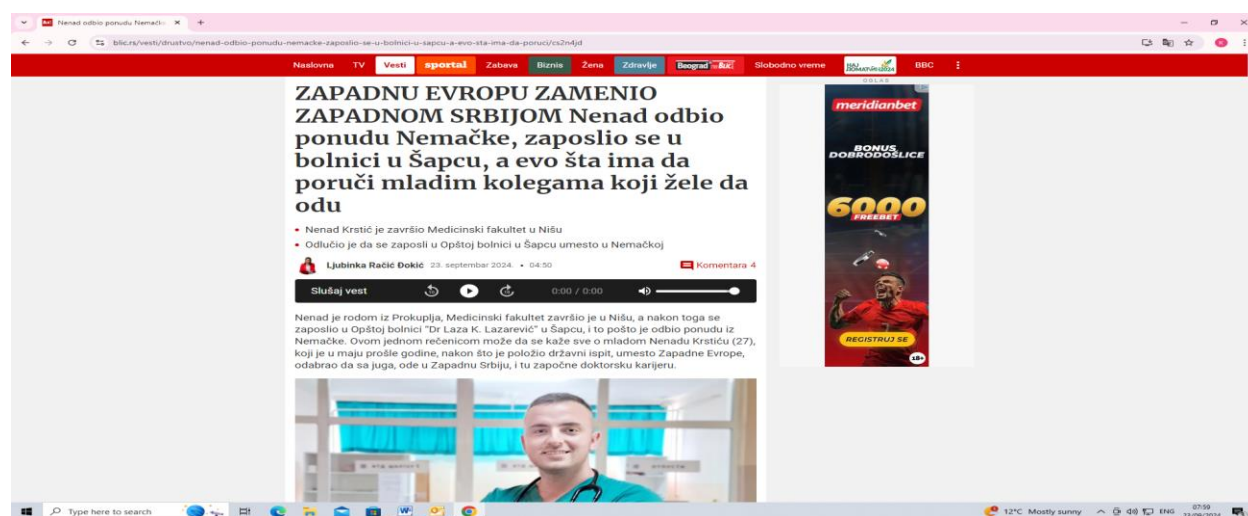 Nenad odbio ponudu Nemačk
blic.rs/vesti/drustvo/nenad-odbio-ponudu-nemacke-zaposlio-se-u-bolnici-u-sapcu-a-evo-sta-ima-da-poruci/cs2n4jd
Naslovna TV Vesti sportal Zabava Biznis Žena Zdravlje Beograd Blic Slobodno vreme NAJ DOMAĆIN 2024 BBC
ZAPADNU EVROPU ZAMENIO
ZAPADNOM SRBIJOM Nenad odbio
ponudu Nemačke, zaposlio se u
bolnici u Šapcu, a evo šta ima da
poruči mladim kolegama koji žele da
odu
• Nenad Krstić je završio Medicinski fakultet u Nišu
• Odlučio je da se zaposli u Opštoj bolnici u Šapcu umesto u Nemačkoj
Ljubinka Račić Đokić 23. septembar 2024. • 04:50 Komentara 4
Slušaj vest 0:00 / 0:00
Nenad je rodom iz Prokuplja, Medicinski fakultet završio je u Nišu, a nakon toga se
zaposlio u Opštoj bolnici "Dr Laza K. Lazarević" u Šapcu, i to pošto je odbio ponudu iz
Nemačke. Ovom jednom rečenicom može da se kaže sve o mladom Nenadu Krstiću (27),
koji je u maju prošle godine, nakon što je položio državni ispit, umesto Zapadne Evrope,
odabrao da sa juga, ode u Zapadnu Srbiju, i tu započne doktorsku karijeru.
OGLAS
meridianbet
BONUS
DOBRODOŠLICE
6000
FREEBET
REGISTRUJ SE
18+
Type here to search
12°C Mostly sunny ENG 07:59
23/09/2024